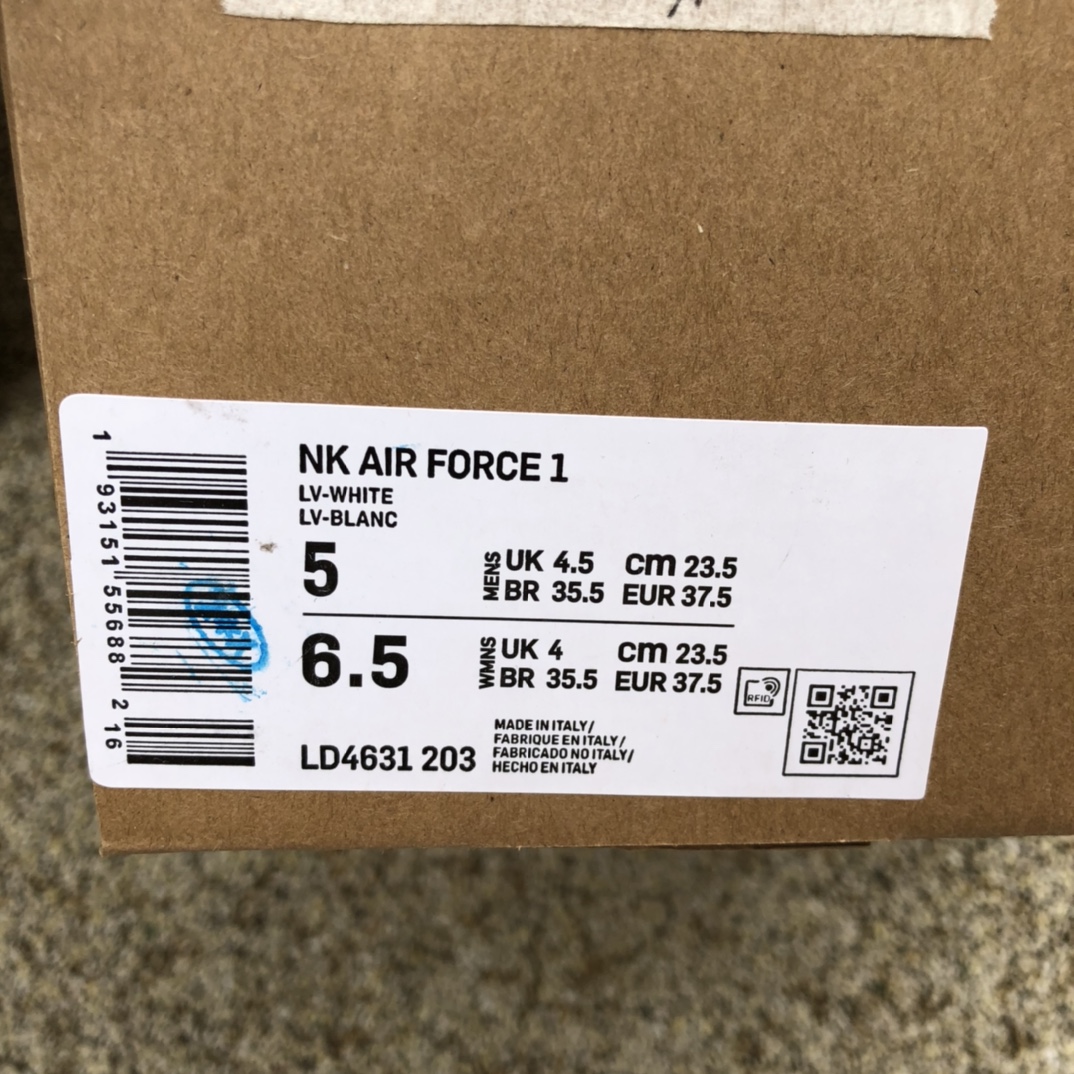 NK AIR FORCE 1
LV-WHITE
LV-BLANC
5
MENS
UK 4.5 cm 23.5
BR 35.5 EUR 37.5
6.5
WMNS
UK 4 cm 23.5
BR 35.5 EUR 37.5
RFID
LD4631 203
MADE IN ITALY/
FABRIQUE EN ITALY/
FABRICADO NO ITALY/
HECHO EN ITALY
1 93151 55688 2 16